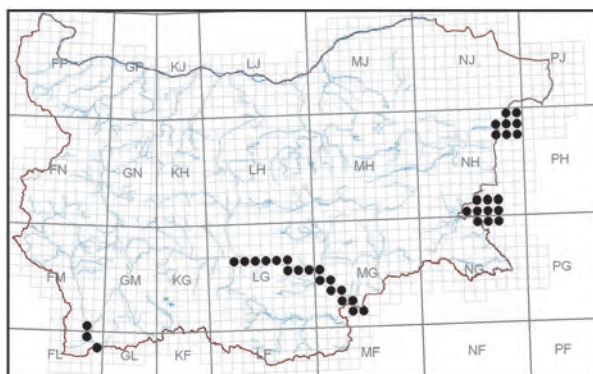 FP GP KJ LJ MJ NJ PJ
FN GN KH LH MH NH PH
FM GM KG LG MG NG PG
FL GL KF LF MF NF PF